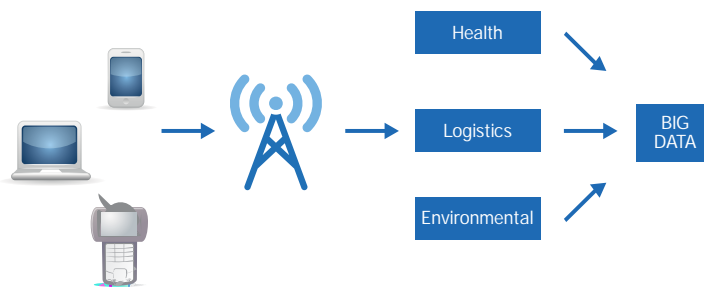 Health
Logistics
Environmental
BIG
DATA